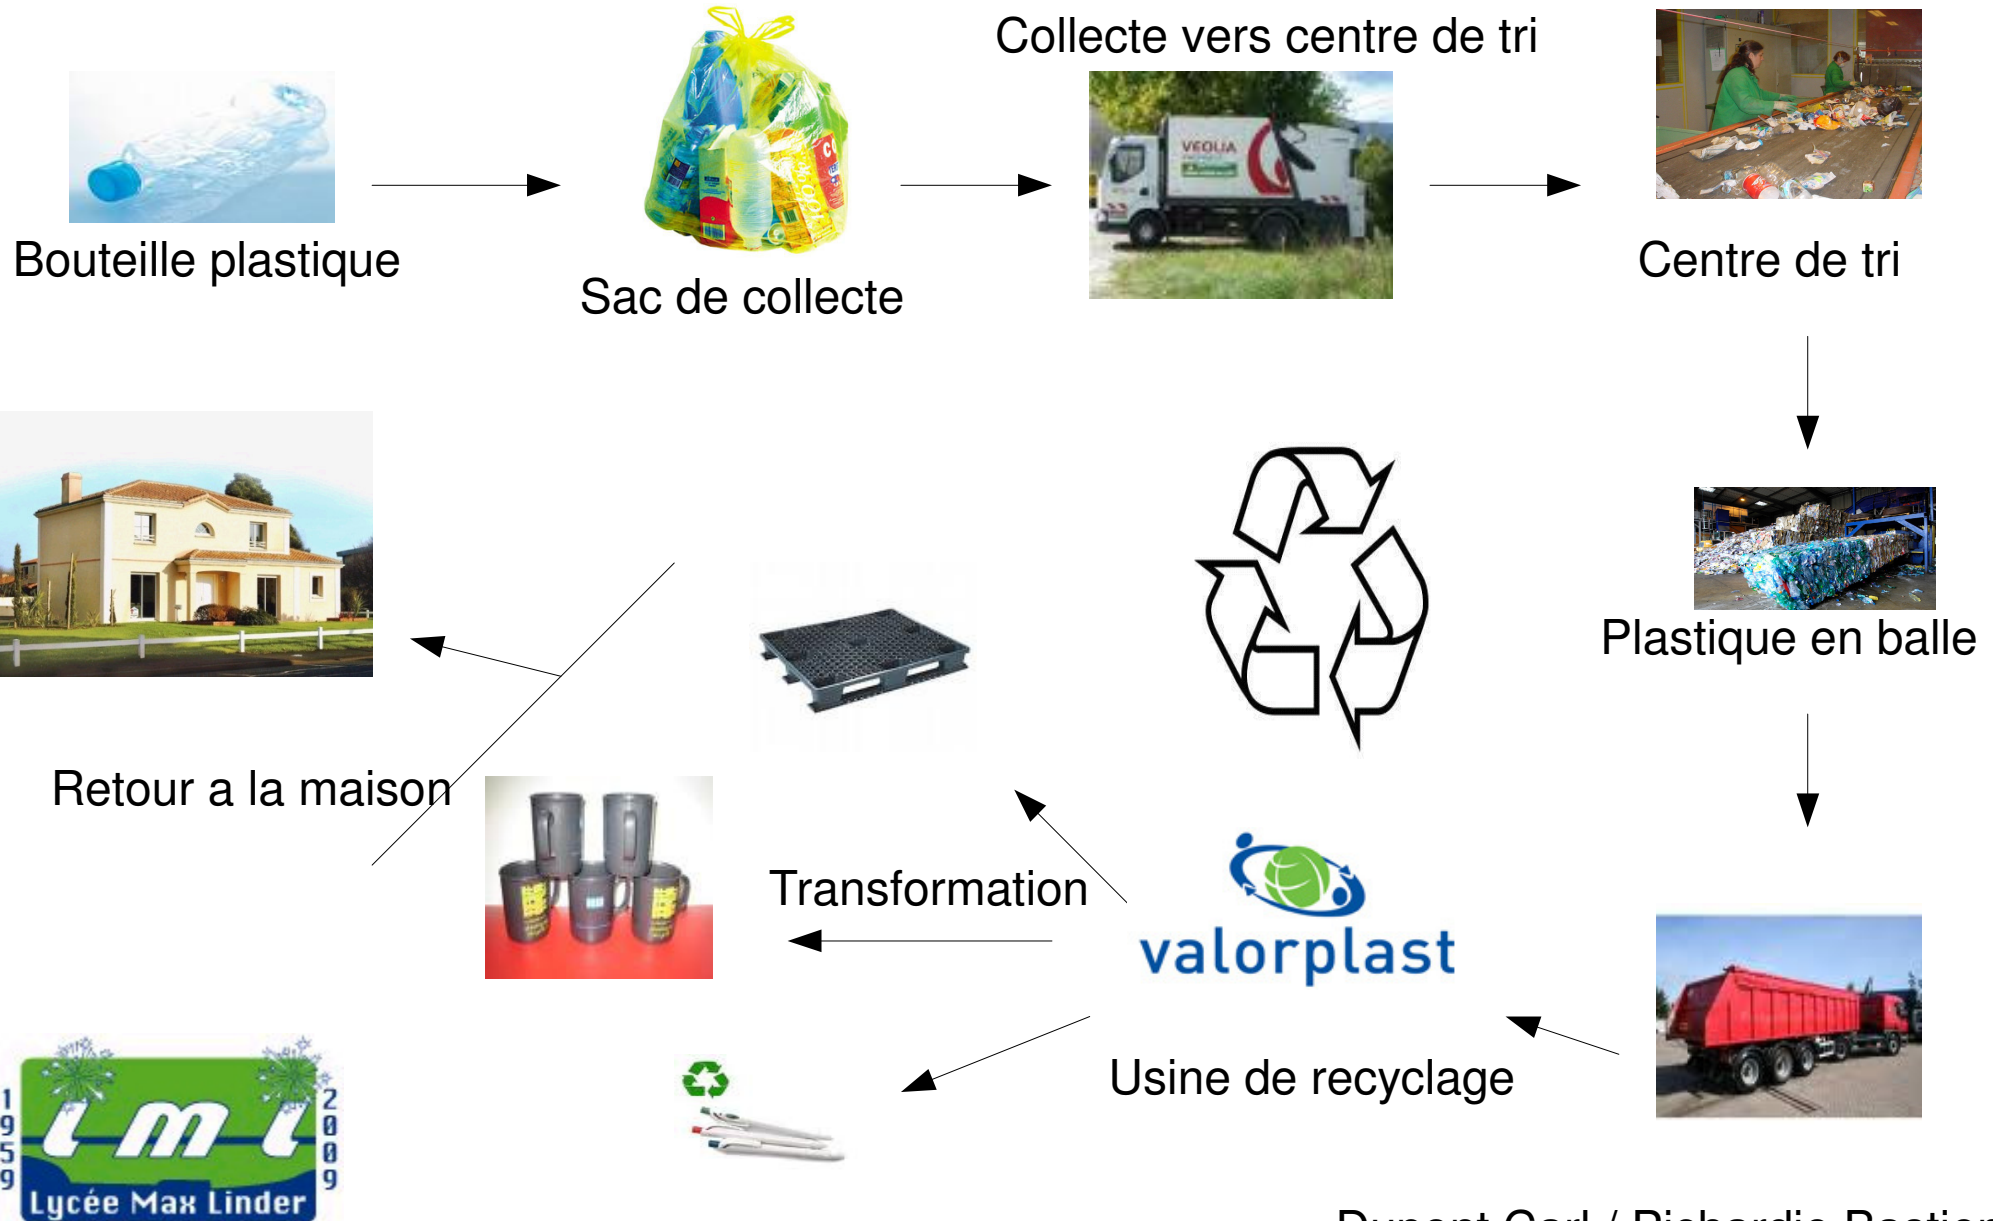 Collecte vers centre de tri
VEOLIA
Bouteille plastique
Sac de collecte
Centre de tri
Plastique en balle
Retour a la maison
Transformation
valorplast
Usine de recyclage
1959
lml
2009
Lycée Max Linder